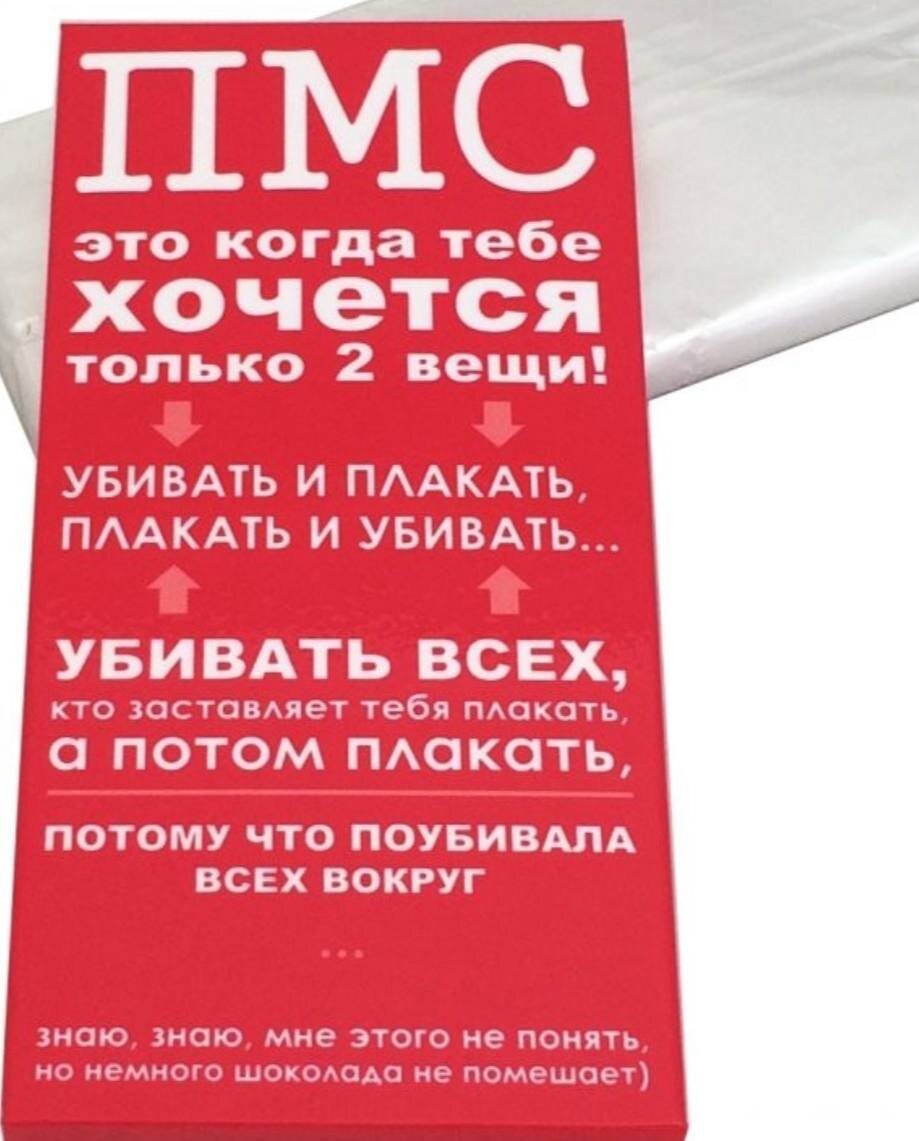 ПМС
это когда тебе
хочется
только 2 вещи!
УБИВАТЬ И ПЛАКАТЬ,
ПЛАКАТЬ И УБИВАТЬ...
УБИВАТЬ ВСЕХ,
кто заставляет тебя плакать,
а потом плакать,
ПОТОМУ ЧТО ПОУБИВАЛА
ВСЕХ ВОКРУГ
...
знаю, знаю, мне этого не понять,
но немного шоколада не помешает)